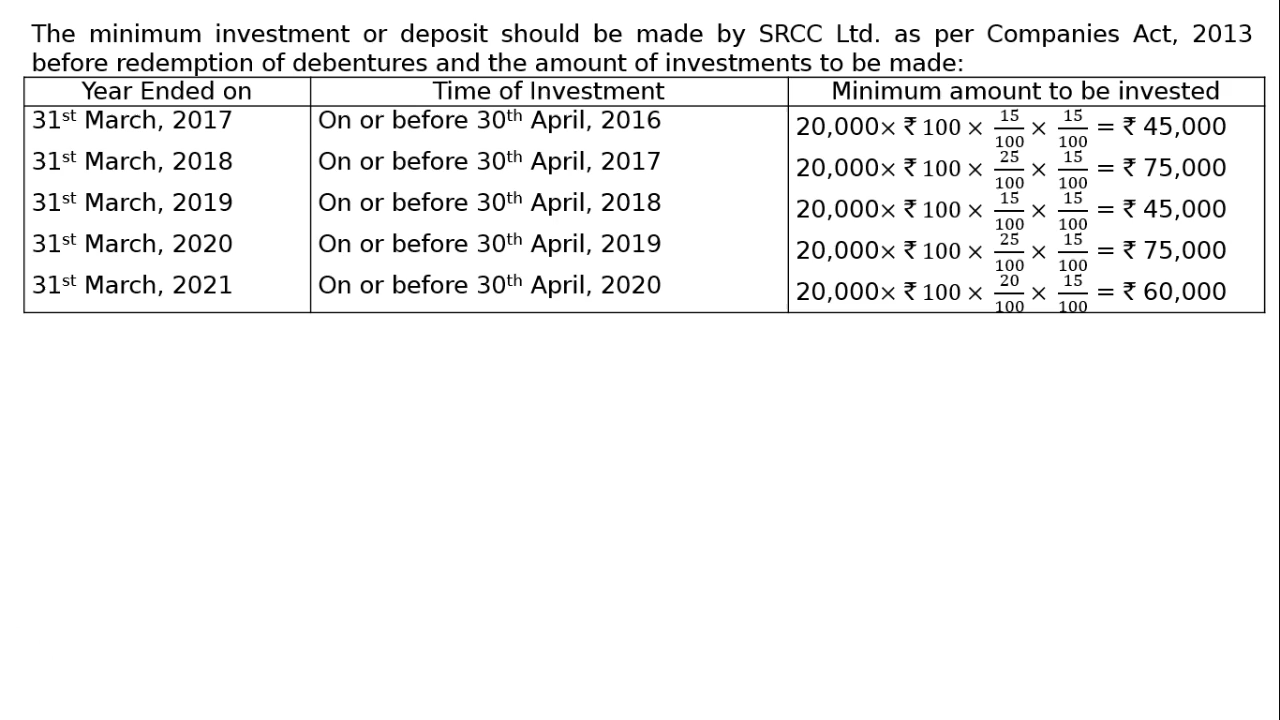 The minimum investment or deposit should be made by SRCC Ltd. as per Companies Act, 2013
before redemption of debentures and the amount of investments to be made:
Year Ended on Time of Investment Minimum amount to be invested
31st March, 2017 On or before 30th April, 2016 20,000× ₹ 100 × 15/100 × 15/100 = ₹ 45,000
31st March, 2018 On or before 30th April, 2017 20,000× ₹ 100 × 25/100 × 15/100 = ₹ 75,000
31st March, 2019 On or before 30th April, 2018 20,000× ₹ 100 × 15/100 × 15/100 = ₹ 45,000
31st March, 2020 On or before 30th April, 2019 20,000× ₹ 100 × 25/100 × 15/100 = ₹ 75,000
31st March, 2021 On or before 30th April, 2020 20,000× ₹ 100 × 20/100 × 15/100 = ₹ 60,000